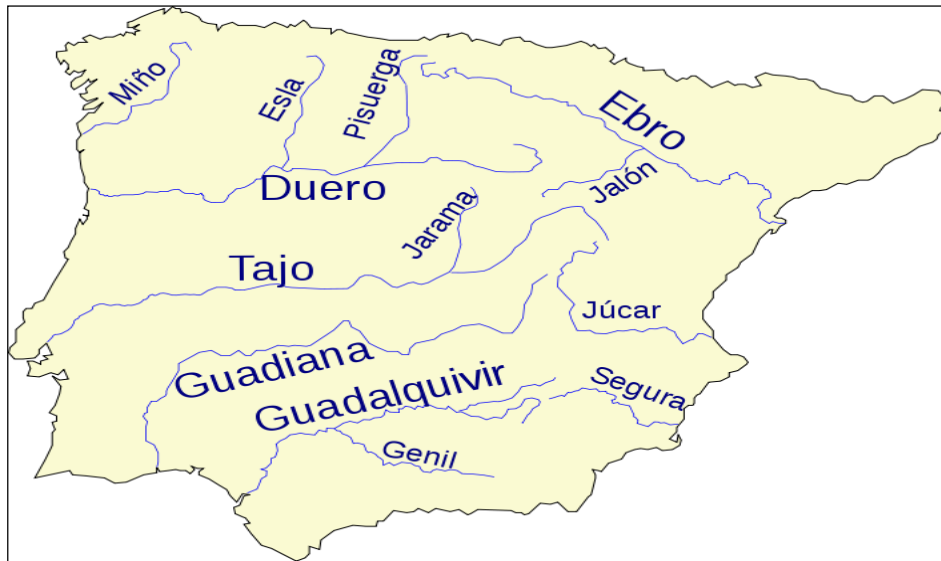 Miño
Esla
Pisuerga
Ebro
Duero
Jalón
Jarama
Tajo
Júcar
Guadiana
Guadalquivir
Segura
Genil